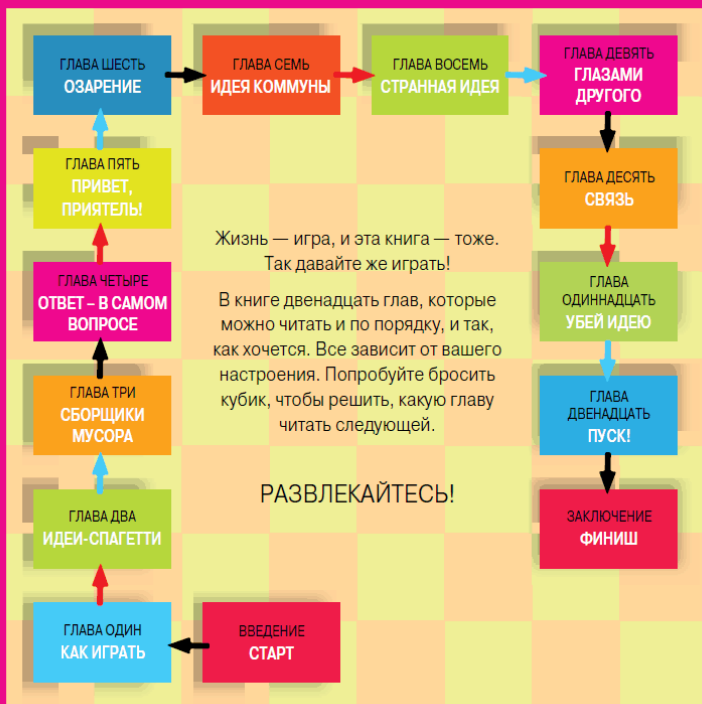 ГЛАВА ШЕСТЬ
ОЗАРЕНИЕ
ГЛАВА СЕМЬ
ИДЕЯ КОММУНЫ
ГЛАВА ВОСЕМЬ
СТРАННАЯ ИДЕЯ
ГЛАВА ДЕВЯТЬ
ГЛАЗАМИ
ДРУГОГО
ГЛАВА ПЯТЬ
ПРИВЕТ,
ПРИЯТЕЛЬ!
ГЛАВА ДЕСЯТЬ
СВЯЗЬ
Жизнь — игра, и эта книга — тоже.
Так давайте же играть!
ГЛАВА ЧЕТЫРЕ
ОТВЕТ – В САМОМ
ВОПРОСЕ
В книге двенадцать глав, которые
можно читать и по порядку, и так,
как хочется. Все зависит от вашего
настроения. Попробуйте бросить
кубик, чтобы решить, какую главу
читать следующей.
ГЛАВА
ОДИННАДЦАТЬ
УБЕЙ ИДЕЮ
ГЛАВА ТРИ
СБОРЩИКИ
МУСОРА
ГЛАВА
ДВЕНАДЦАТЬ
ПУСК!
РАЗВЛЕКАЙТЕСЬ!
ГЛАВА ДВА
ИДЕИ-СПАГЕТТИ
ЗАКЛЮЧЕНИЕ
ФИНИШ
ГЛАВА ОДИН
КАК ИГРАТЬ
ВВЕДЕНИЕ
СТАРТ